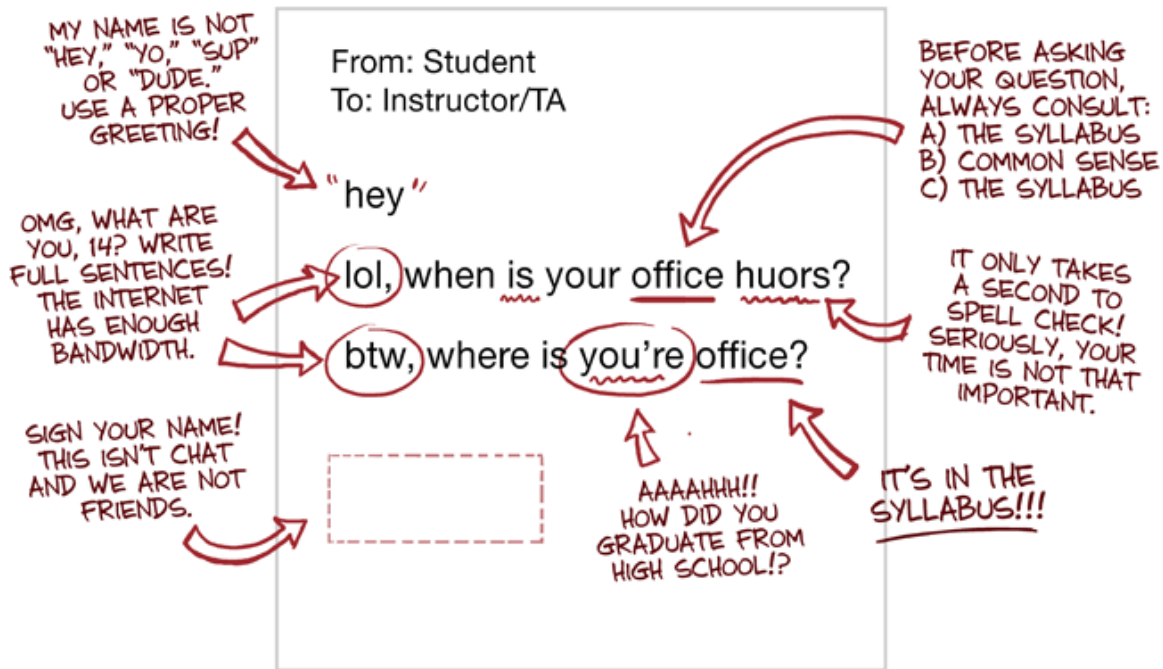 MY NAME IS NOT
"HEY," "YO," "SUP"
OR "DUDE."
USE A PROPER
GREETING!
From: Student
To: Instructor/TA
BEFORE ASKING
YOUR QUESTION,
ALWAYS CONSULT:
A) THE SYLLABUS
B) COMMON SENSE
C) THE SYLLABUS
"hey"
OMG, WHAT ARE
YOU, 14? WRITE
FULL SENTENCES!
THE INTERNET
HAS ENOUGH
BANDWIDTH.
lol, when is your office huors?
IT ONLY TAKES
A SECOND TO
SPELL CHECK!
SERIOUSLY, YOUR
TIME IS NOT THAT
IMPORTANT.
btw, where is you're office?
SIGN YOUR NAME!
THIS ISN'T CHAT
AND WE ARE NOT
FRIENDS.
AAAAHHH!!
HOW DID YOU
GRADUATE FROM
HIGH SCHOOL!?
IT'S IN THE
SYLLABUS!!!